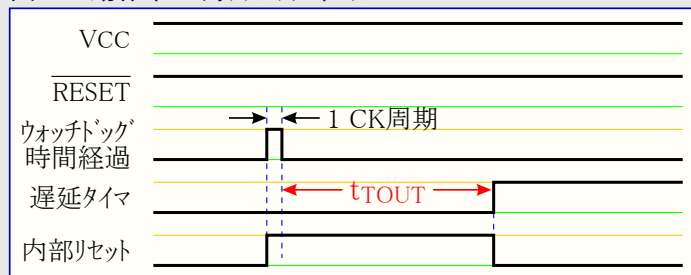 VCC
RESET
1 CK周期
ウォッチドッグ
時間経過
遅延タイマ
tTOUT
内部リセット